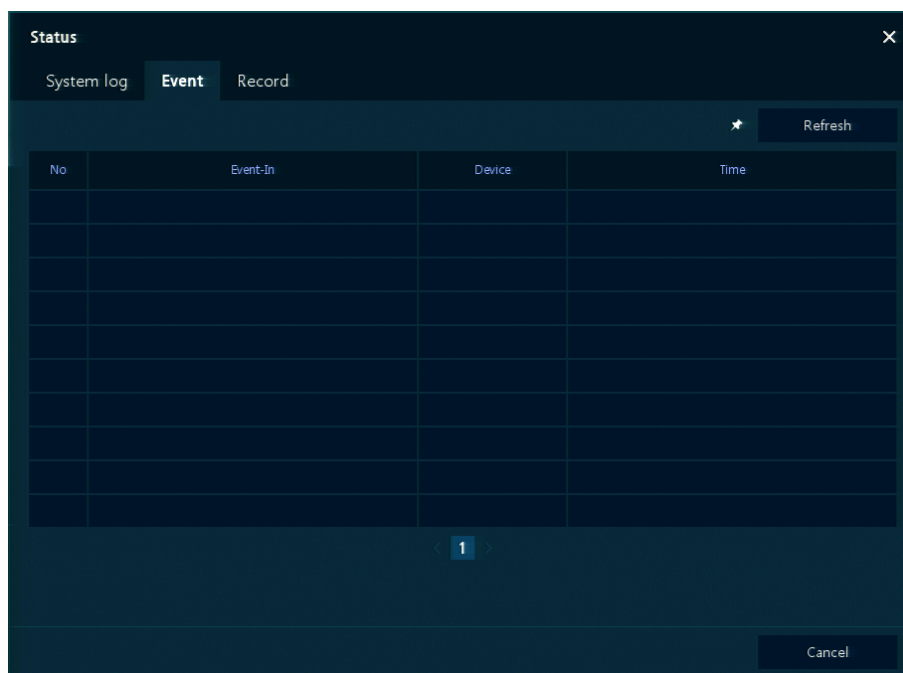 Status
System log Event Record
Refresh
No Event-In Device Time
1
Cancel